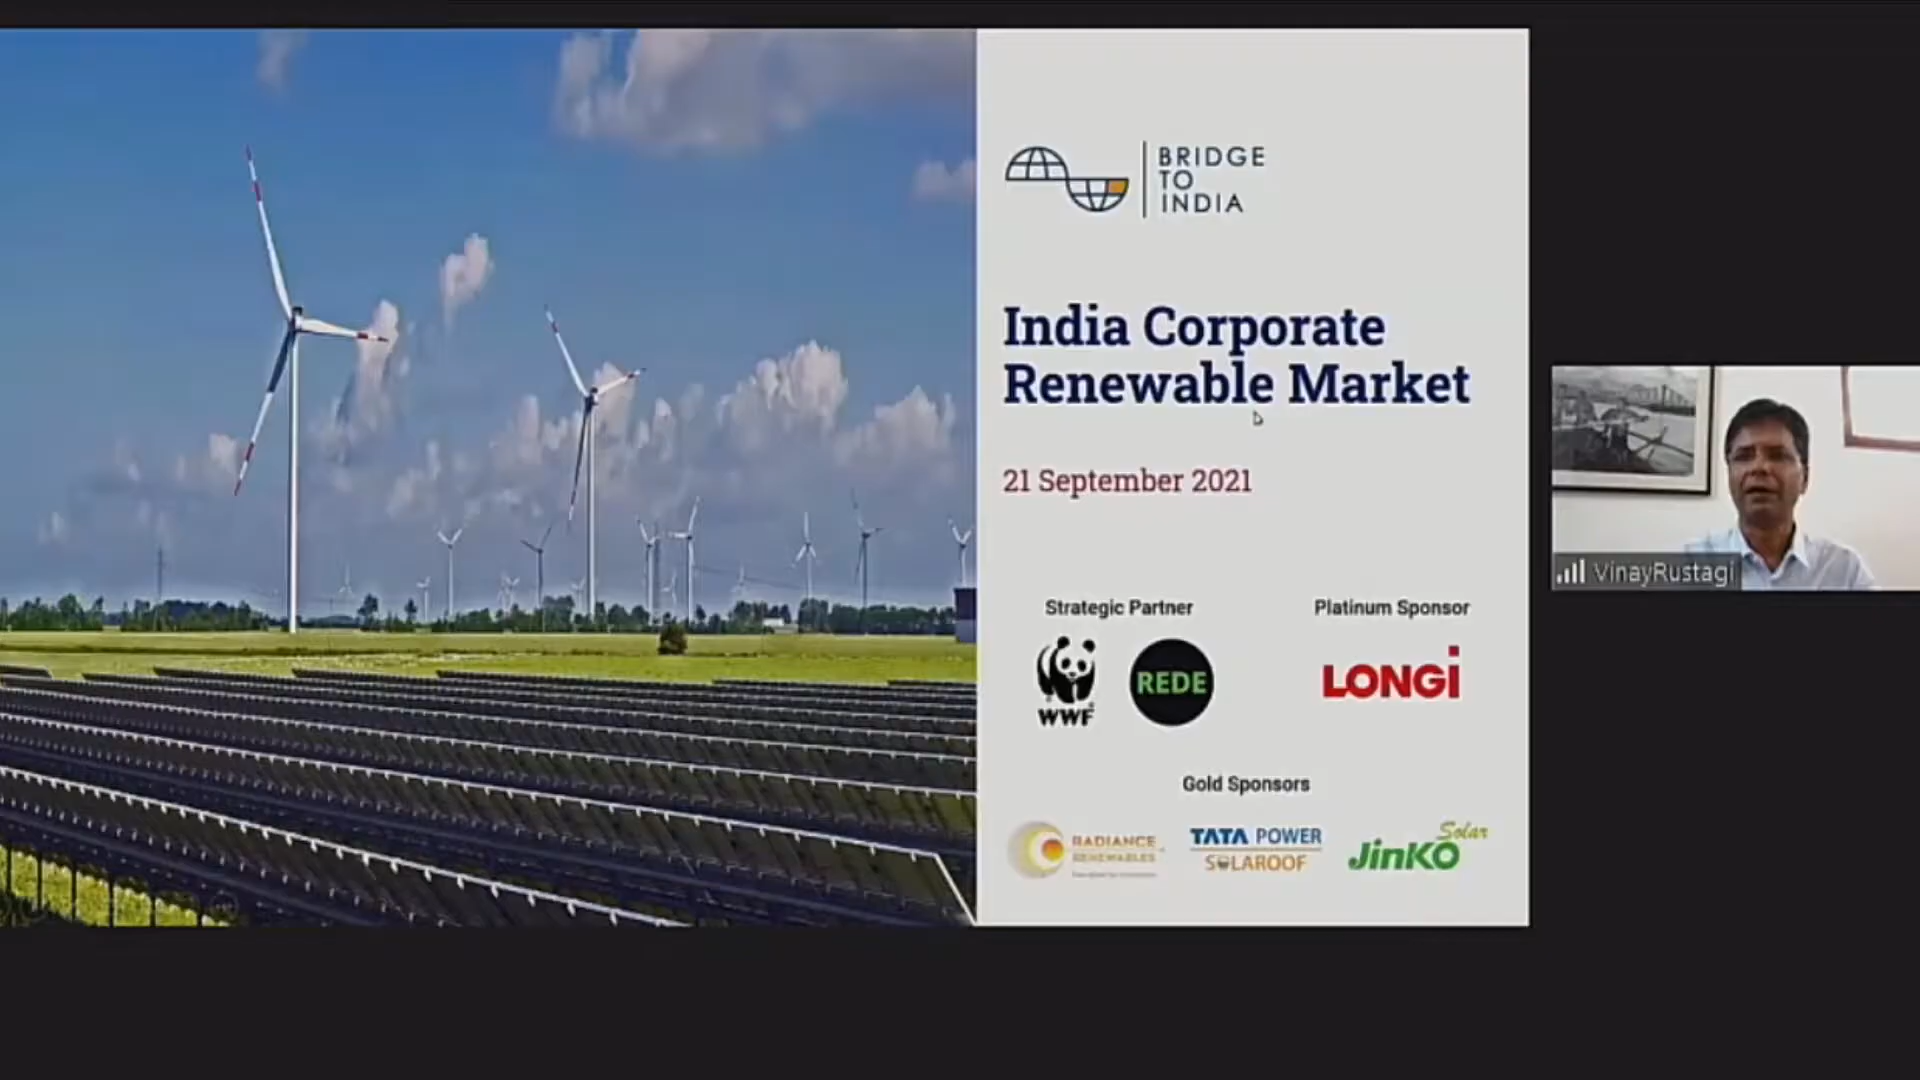 BRIDGE
TO
INDIA
India Corporate
Renewable Market
21 September 2021
Strategic Partner
Platinum Sponsor
WWF
REDE
LONGi
Gold Sponsors
RADIANCE
RENEWABLES
TATA POWER
SOLAROOF
Solar
JinKO
VinayRustagi